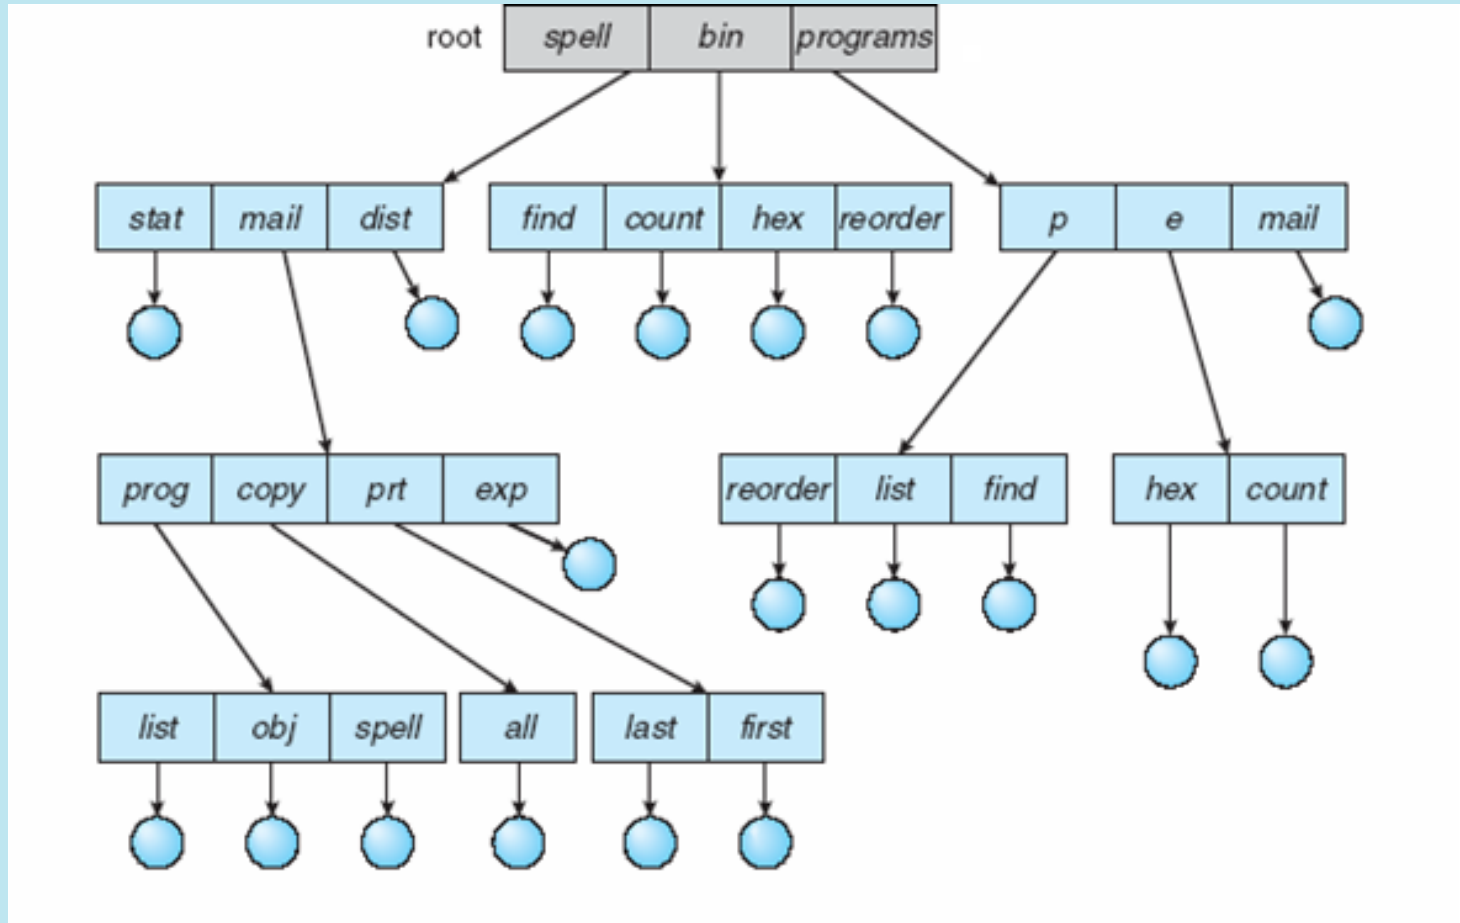 root spell bin programs
stat mail dist find count hex reorder p e mail
prog copy prt exp reorder list find hex count
list obj spell all last first